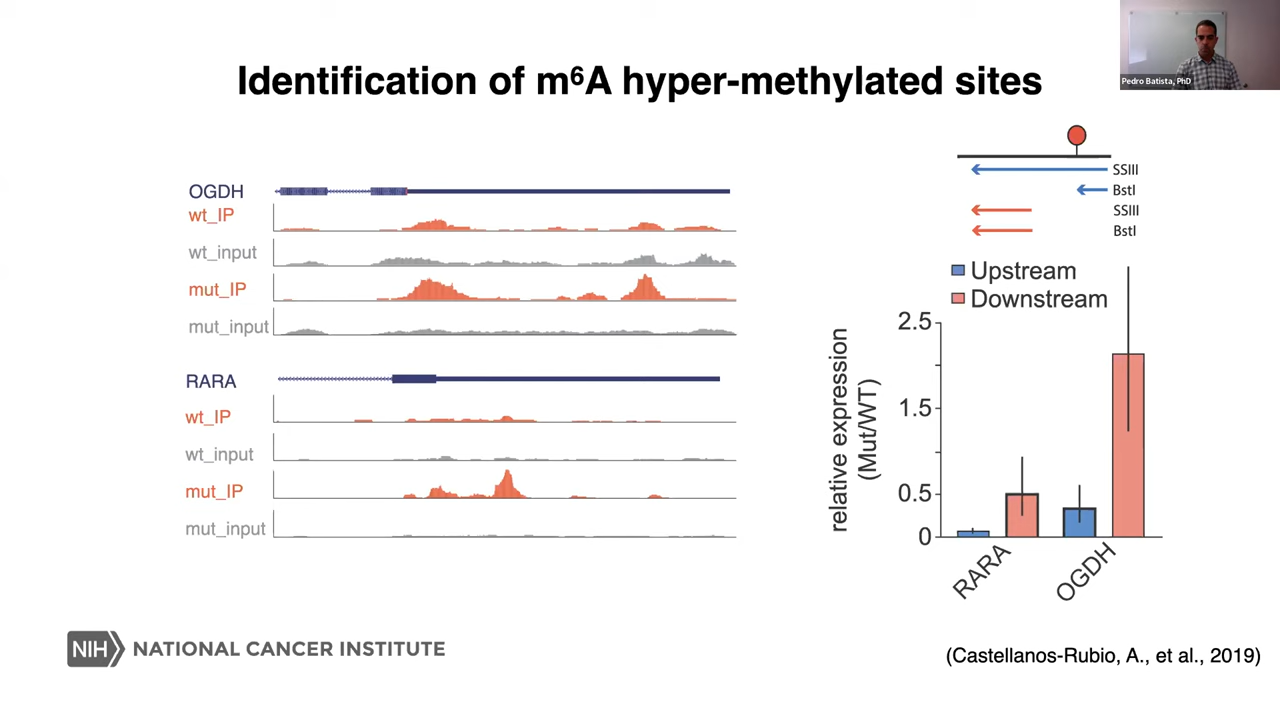 Pedro Batista, PhD
Identification of m⁶A hyper-methylated sites
OGDH
wt_IP
wt_input
mut_IP
mut_input
RARA
wt_IP
wt_input
mut_IP
mut_input
SSIII
BstI
SSIII
BstI
Upstream
Downstream
relative expression
(Mut/WT)
2.5
1.5
0.5
0
RARA
OGDH
NIH NATIONAL CANCER INSTITUTE
(Castellanos-Rubio, A., et al., 2019)